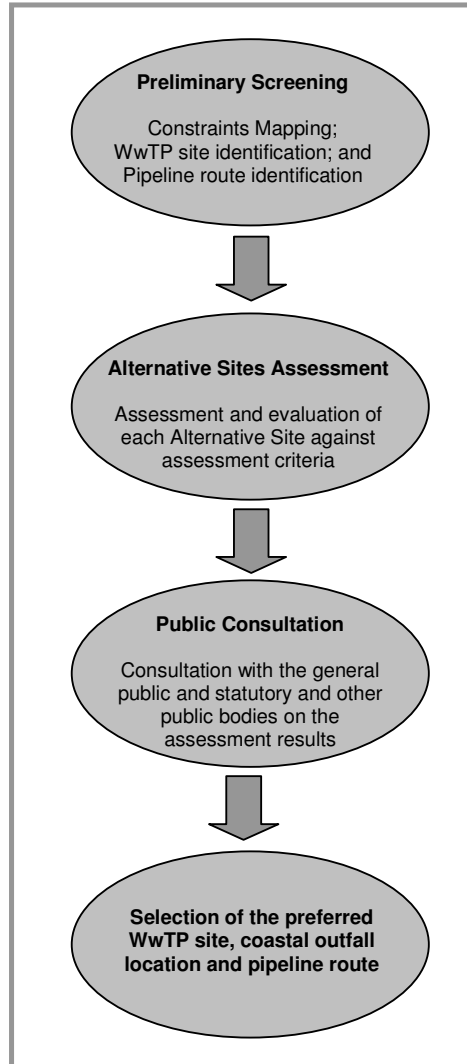 Preliminary Screening
Constraints Mapping;
WwTP site identification; and
Pipeline route identification
Alternative Sites Assessment
Assessment and evaluation of
each Alternative Site against
assessment criteria
Public Consultation
Consultation with the general
public and statutory and other
public bodies on the
assessment results
Selection of the preferred
WwTP site, coastal outfall
location and pipeline route